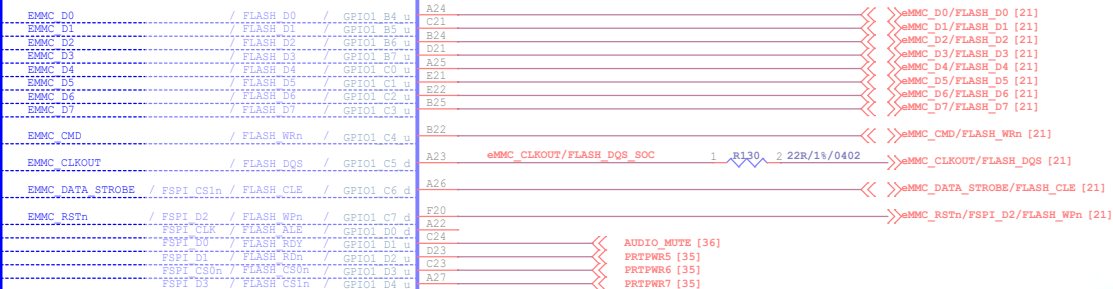 EMMC_D0 / FLASH_D0 / GPIO1_B4_u A24 eMMC_D0/FLASH_D0 [21]
EMMC_D1 / FLASH_D1 / GPIO1_B5_u C21 eMMC_D1/FLASH_D1 [21]
EMMC_D2 / FLASH_D2 / GPIO1_B6_u B24 eMMC_D2/FLASH_D2 [21]
EMMC_D3 / FLASH_D3 / GPIO1_B7_u D21 eMMC_D3/FLASH_D3 [21]
EMMC_D4 / FLASH_D4 / GPIO1_C0_u A25 eMMC_D4/FLASH_D4 [21]
EMMC_D5 / FLASH_D5 / GPIO1_C1_u E21 eMMC_D5/FLASH_D5 [21]
EMMC_D6 / FLASH_D6 / GPIO1_C2_u E22 eMMC_D6/FLASH_D6 [21]
EMMC_D7 / FLASH_D7 / GPIO1_C3_u B25 eMMC_D7/FLASH_D7 [21]
EMMC_CMD / FLASH_WRn / GPIO1_C4_u B22 eMMC_CMD/FLASH_WRn [21]
EMMC_CLKOUT / FLASH_DQS / GPIO1_C5_d A23 eMMC_CLKOUT/FLASH_DQS_SOC 1 R130 2 22R/1%/0402 eMMC_CLKOUT/FLASH_DQS [21]
EMMC_DATA_STROBE / FSPI_CS1n / FLASH_CLE / GPIO1_C6_d A26 eMMC_DATA_STROBE/FLASH_CLE [21]
EMMC_RSTn / FSPI_D2 / FLASH_WPn / GPIO1_C7_d F20 eMMC_RSTn/FSPI_D2/FLASH_WPn [21]
FSPI_CLK / FLASH_ALE / GPIO1_D0_d A22
FSPI_D0 / FLASH_RDY / GPIO1_D1_u C24 AUDIO_MUTE [36]
FSPI_D1 / FLASH_RDn / GPIO1_D2_u D23 PRTPWR5 [35]
FSPI_CS0n / FLASH_CS0n / GPIO1_D3_u C23 PRTPWR6 [35]
FSPI_D3 / FLASH_CS1n / GPIO1_D4_u A27 PRTPWR7 [35]